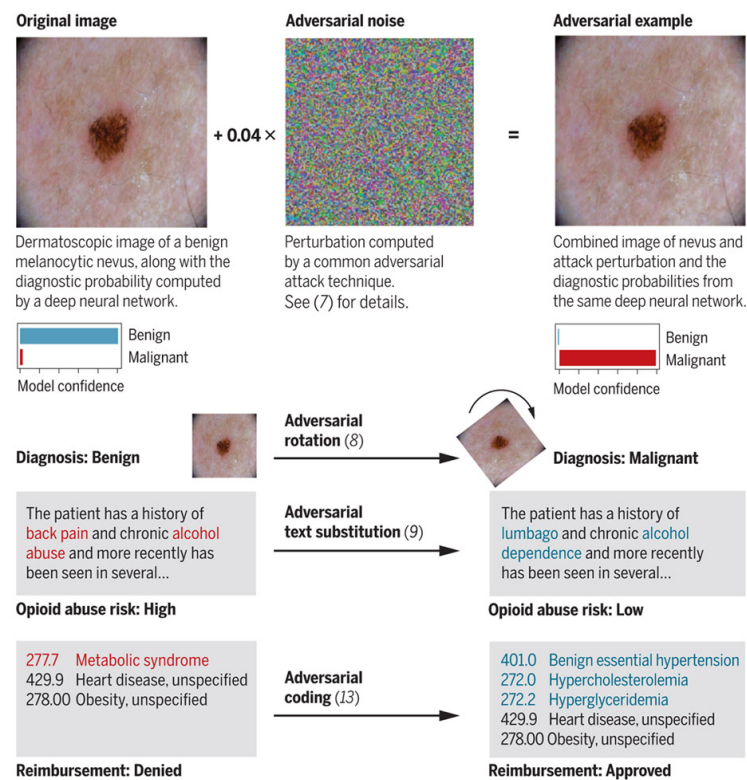 Original image
Adversarial noise
Adversarial example
+ 0.04 ×
=
Dermatoscopic image of a benign
melanocytic nevus, along with the
diagnostic probability computed
by a deep neural network.
Perturbation computed
by a common adversarial
attack technique.
See (7) for details.
Combined image of nevus and
attack perturbation and the
diagnostic probabilities from
the same deep neural network.
Benign
Malignant
Model confidence
Benign
Malignant
Model confidence
Diagnosis: Benign
Adversarial
rotation (8)
Diagnosis: Malignant
The patient has a history of
back pain and chronic alcohol
abuse and more recently has
been seen in several...
Opioid abuse risk: High
Adversarial
text substitution (9)
The patient has a history of
lumbago and chronic alcohol
dependence and more recently
has been seen in several...
Opioid abuse risk: Low
277.7 Metabolic syndrome
429.9 Heart disease, unspecified
278.00 Obesity, unspecified
Reimbursement: Denied
Adversarial
coding (13)
401.0 Benign essential hypertension
272.0 Hypercholesterolemia
272.2 Hyperglyceridemia
429.9 Heart disease, unspecified
278.00 Obesity, unspecified
Reimbursement: Approved